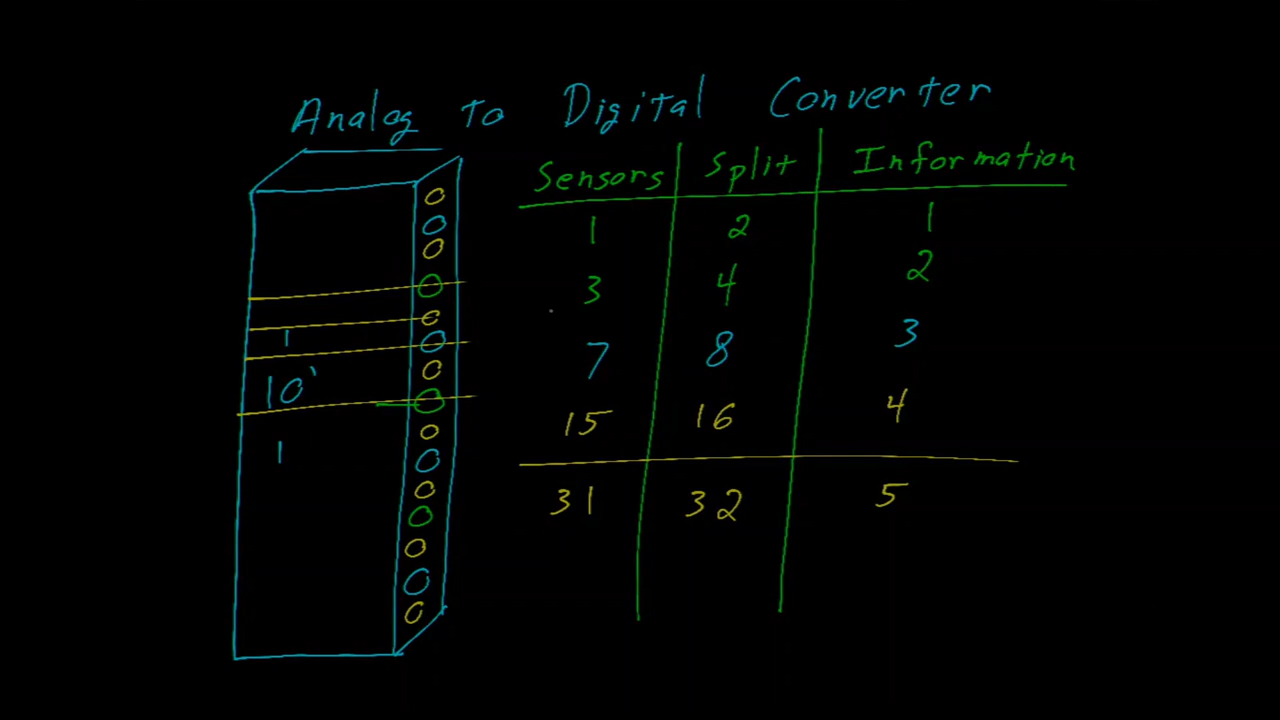 Analog to Digital Converter
Sensors Split Information
1 2 1
3 4 2
7 8 3
15 16 4
31 32 5
1
10'
1